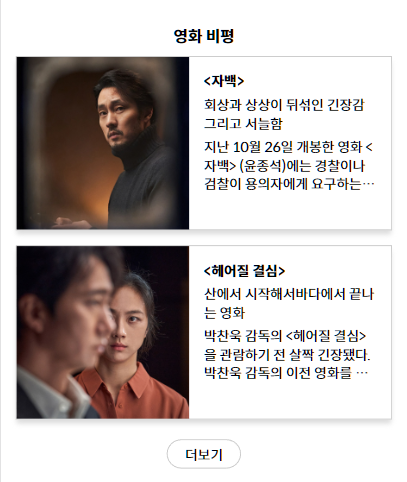 영화 비평
<자백>
회상과 상상이 뒤섞인 긴장감
그리고 서늘함
지난 10월 26일 개봉한 영화 <
자백> (윤종석)에는 경찰이나
검찰이 용의자에게 요구하는…
<헤어질 결심>
산에서 시작해서바다에서 끝나
는 영화
박찬욱 감독의 <헤어질 결심>
을 관람하기 전 살짝 긴장됐다.
박찬욱 감독의 이전 영화를 …
더보기